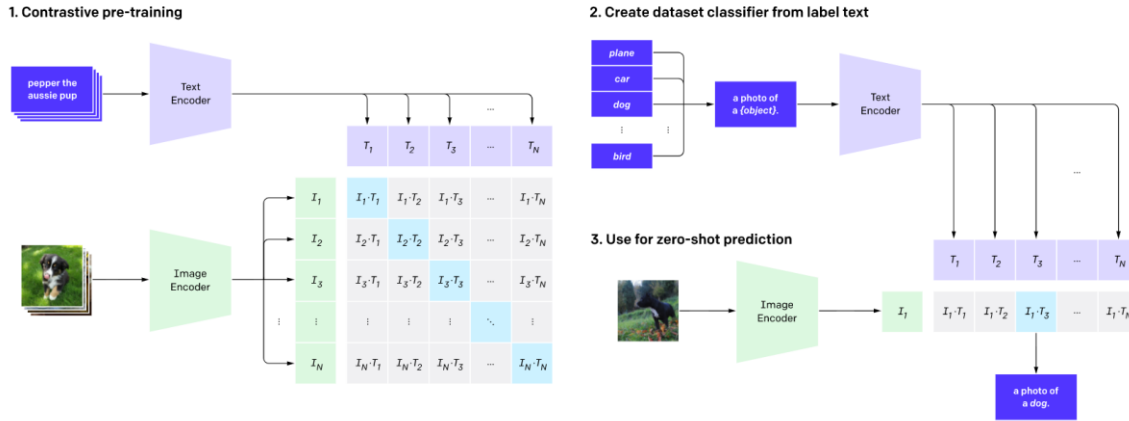 1. Contrastive pre-training
pepper the
aussie pup
Text
Encoder
...
T1 T2 T3 ... TN
I1 I1·T1 I1·T2 I1·T3 ... I1·TN
I2 I2·T1 I2·T2 I2·T3 ... I2·TN
Image
Encoder
I3 I3·T1 I3·T2 I3·T3 ... I3·TN
⋮ ⋮ ⋮ ⋮ ⋱ ⋮
IN IN·T1 IN·T2 IN·T3 ... IN·TN
2. Create dataset classifier from label text
plane
car
dog
⋮ ⋮
bird
a photo of
a {object}.
Text
Encoder
...
3. Use for zero-shot prediction
T1 T2 T3 ... TN
Image
Encoder
I1 I1·T1 I1·T2 I1·T3 ... I1·TN
a photo of
a dog.